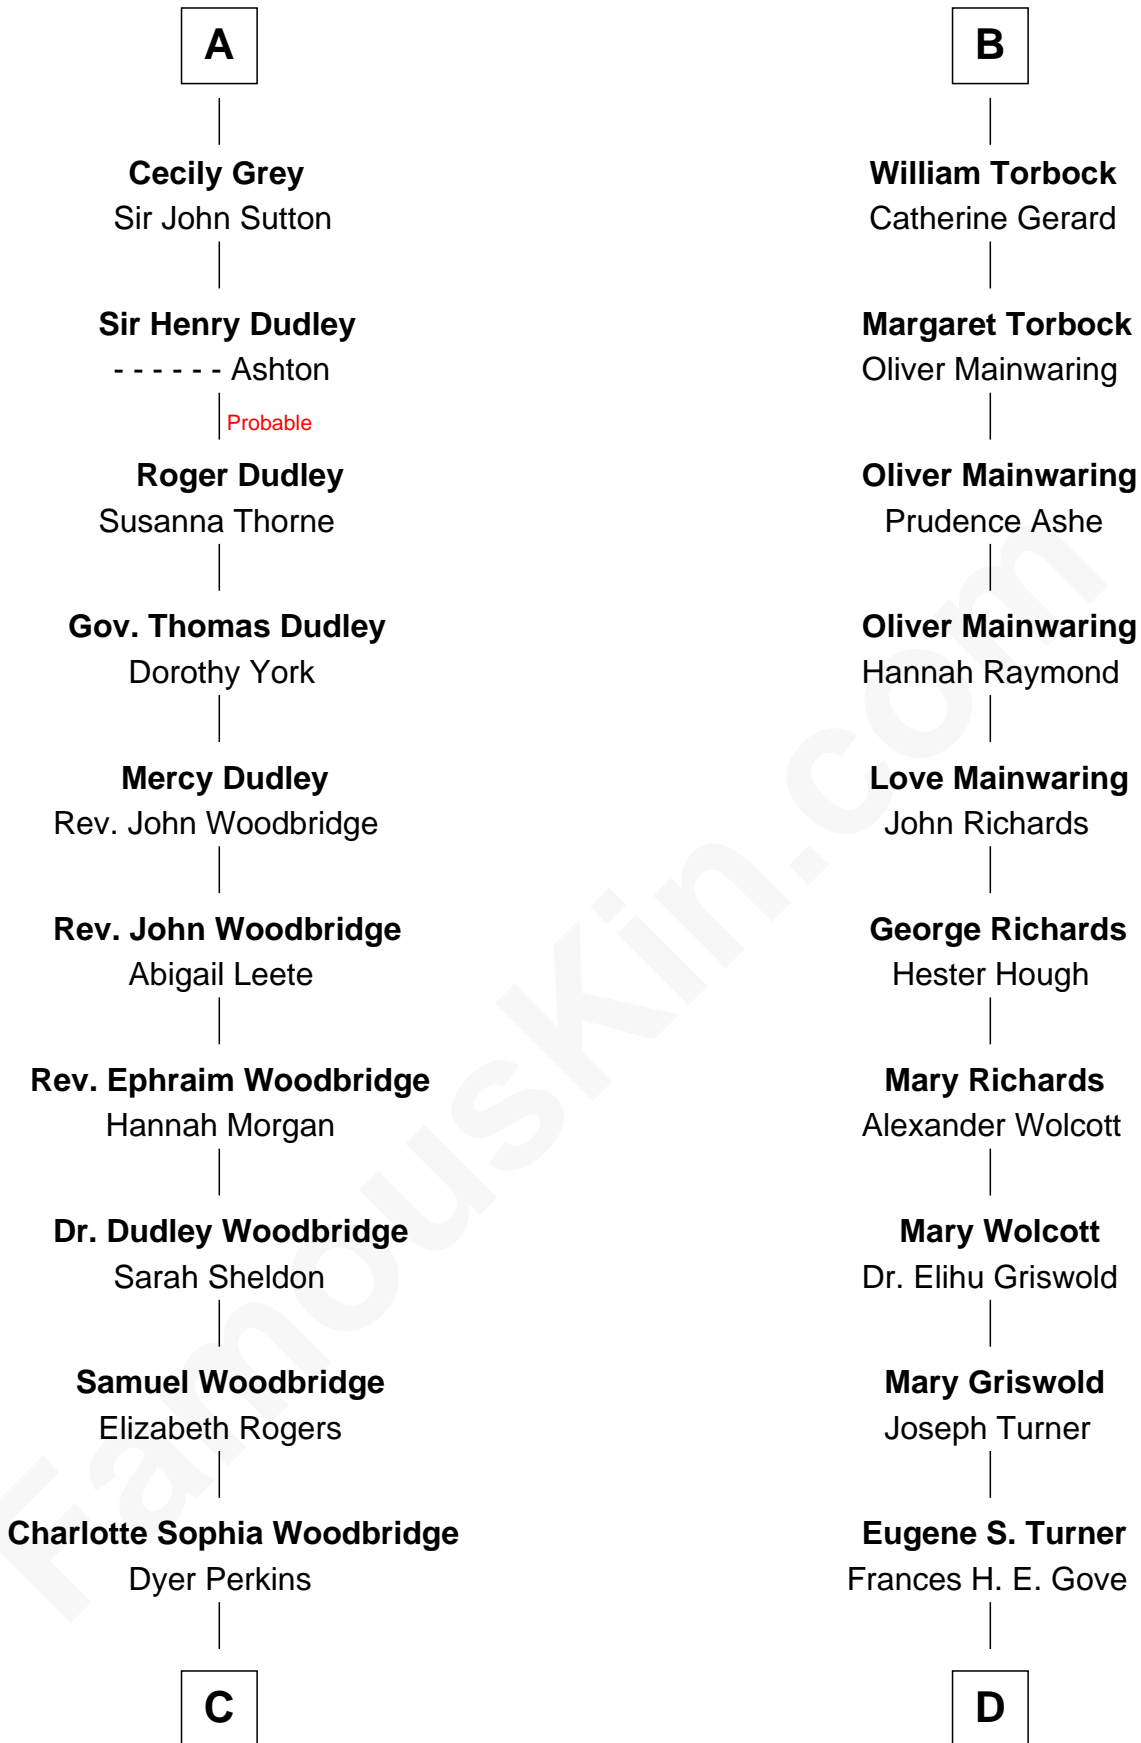 A
Cecily Grey
Sir John Sutton
Sir Henry Dudley
- - - - - - Ashton
Probable
Roger Dudley
Susanna Thorne
Gov. Thomas Dudley
Dorothy York
Mercy Dudley
Rev. John Woodbridge
Rev. John Woodbridge
Abigail Leete
Rev. Ephraim Woodbridge
Hannah Morgan
Dr. Dudley Woodbridge
Sarah Sheldon
Samuel Woodbridge
Elizabeth Rogers
Charlotte Sophia Woodbridge
Dyer Perkins
C
B
William Torbock
Catherine Gerard
Margaret Torbock
Oliver Mainwaring
Oliver Mainwaring
Prudence Ashe
Oliver Mainwaring
Hannah Raymond
Love Mainwaring
John Richards
George Richards
Hester Hough
Mary Richards
Alexander Wolcott
Mary Wolcott
Dr. Elihu Griswold
Mary Griswold
Joseph Turner
Eugene S. Turner
Frances H. E. Gove
D
FamousKin.com